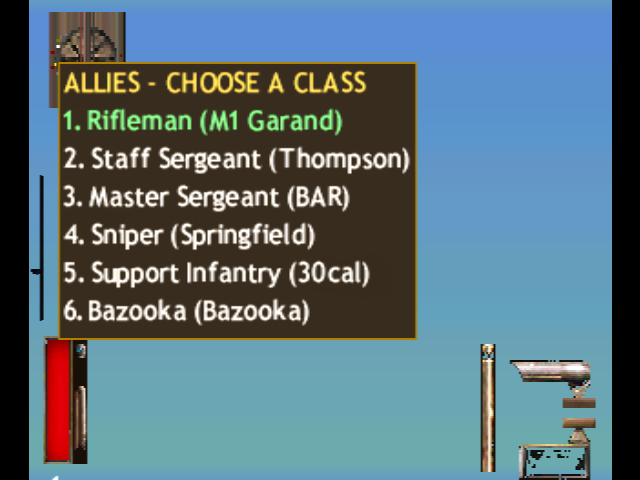 ALLIES - CHOOSE A CLASS
1. Rifleman (M1 Garand)
2. Staff Sergeant (Thompson)
3. Master Sergeant (BAR)
4. Sniper (Springfield)
5. Support Infantry (30cal)
6. Bazooka (Bazooka)